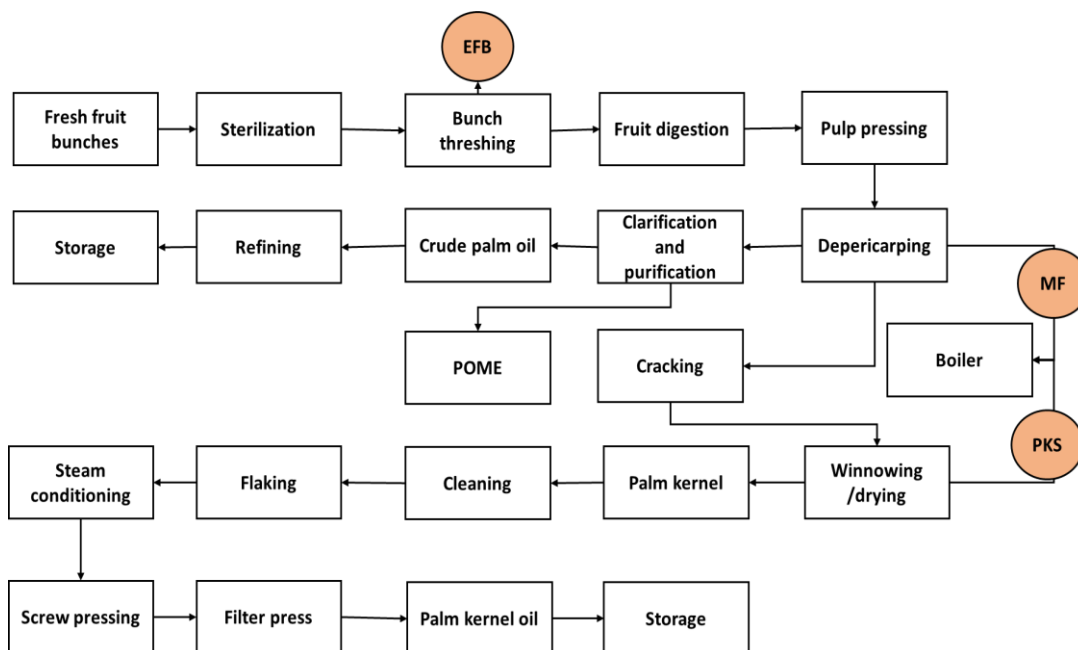 EFB
Fresh fruit
bunches
Sterilization
Bunch
threshing
Fruit digestion
Pulp pressing
Storage
Refining
Crude palm oil
Clarification
and
purification
Depericarping
MF
POME
Cracking
Boiler
PKS
Steam
conditioning
Flaking
Cleaning
Palm kernel
Winnowing
/drying
Screw pressing
Filter press
Palm kernel oil
Storage